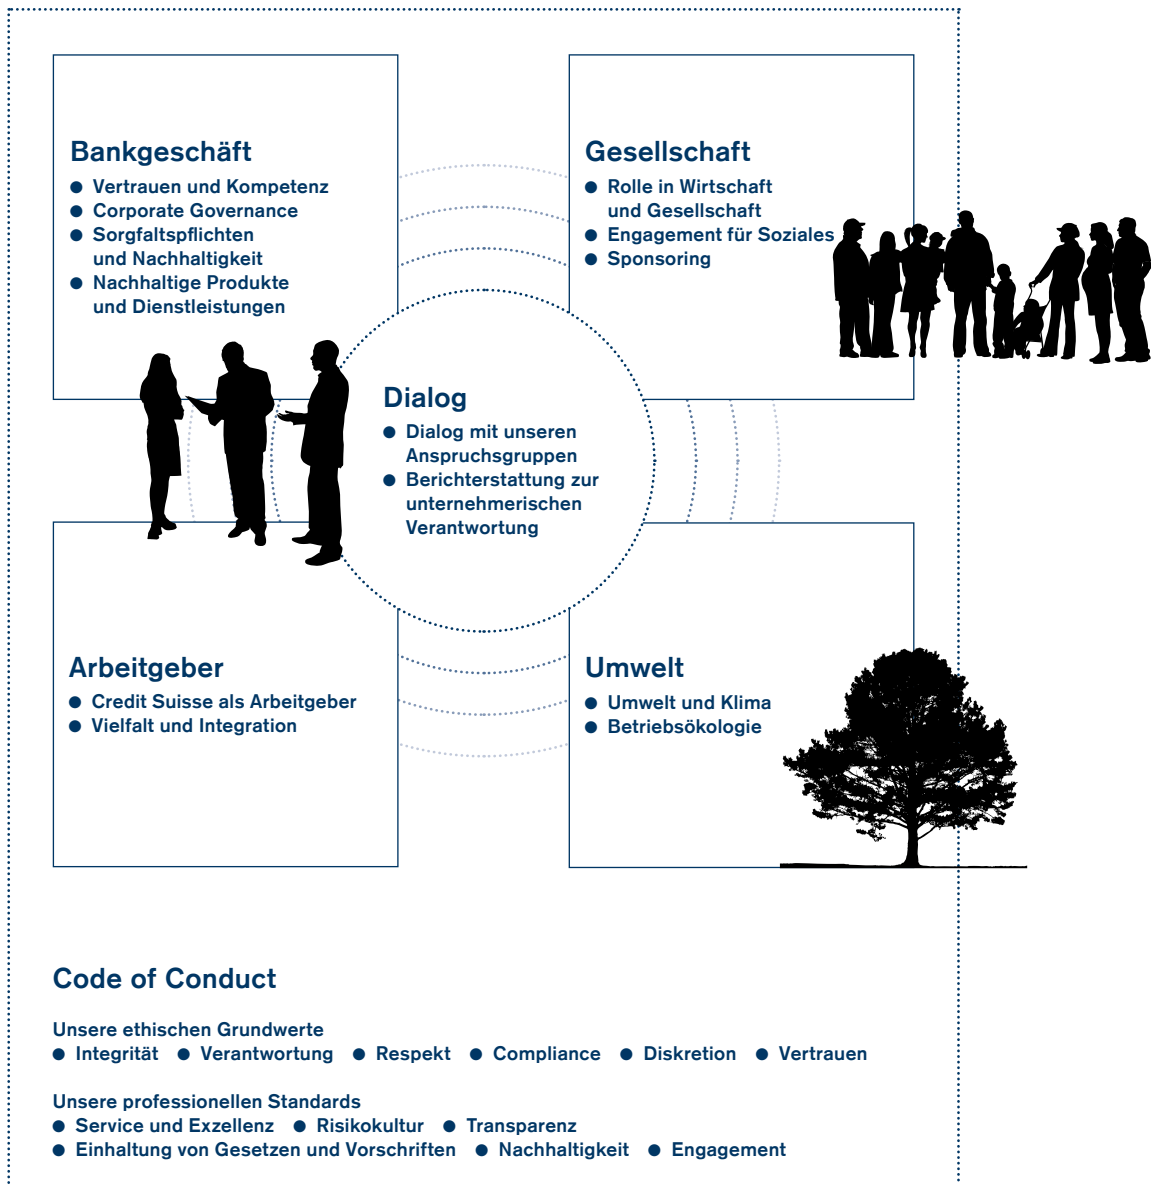 Bankgeschäft
● Vertrauen und Kompetenz
● Corporate Governance
● Sorgfaltspflichten
und Nachhaltigkeit
● Nachhaltige Produkte
und Dienstleistungen
Gesellschaft
● Rolle in Wirtschaft
und Gesellschaft
● Engagement für Soziales
● Sponsoring
Dialog
● Dialog mit unseren
Anspruchsgruppen
● Berichterstattung zur
unternehmerischen
Verantwortung
Arbeitgeber
● Credit Suisse als Arbeitgeber
● Vielfalt und Integration
Umwelt
● Umwelt und Klima
● Betriebsökologie
Code of Conduct
Unsere ethischen Grundwerte
● Integrität ● Verantwortung ● Respekt ● Compliance ● Diskretion ● Vertrauen
Unsere professionellen Standards
● Service und Exzellenz ● Risikokultur ● Transparenz
● Einhaltung von Gesetzen und Vorschriften ● Nachhaltigkeit ● Engagement